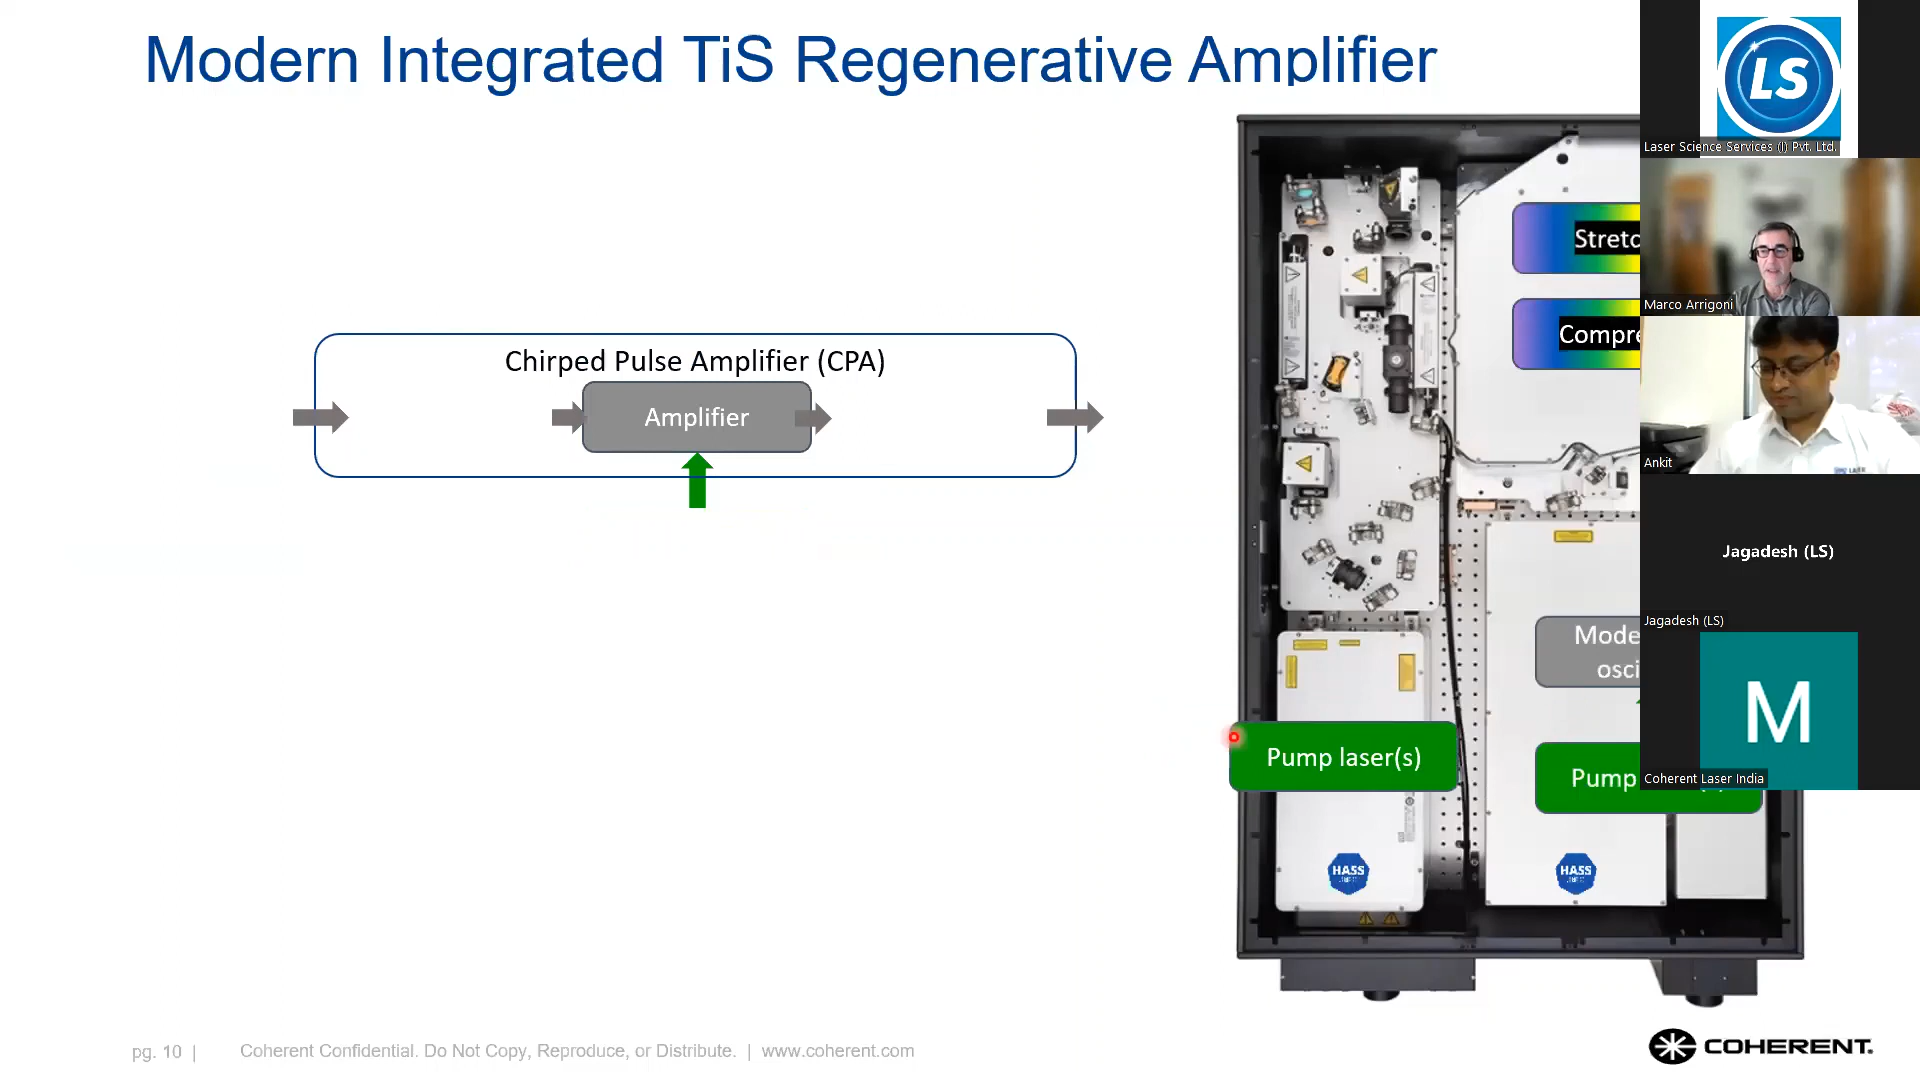 Modern Integrated TiS Regenerative Amplifier
Chirped Pulse Amplifier (CPA)
Amplifier
Stretc
Compre
Mode
osci
Pump laser(s)
Pump
HASS
HASS
LS
Laser Science Services (I) Pvt. Ltd.
Marco Arrigoni
Ankit
Jagadesh (LS)
Jagadesh (LS)
M
Coherent Laser India
pg. 10 |
Coherent Confidential. Do Not Copy, Reproduce, or Distribute. | www.coherent.com
COHERENT.